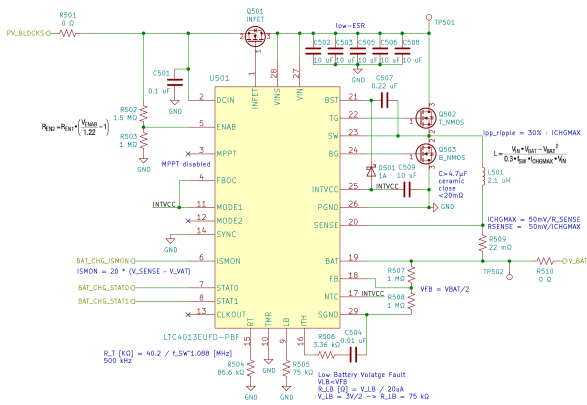 R501
0 Ω
PV_BLOCKS
Q501
INFET
low-ESR
TP501
C502
C503
C505
C506
C508
10 uF
10 uF
10 uF
10 uF
10 uF
GND
C501
0.1 uF
GND
U501
1
28
27
INFET
VINS
VIN
C507
0.22 uF
2
DCIN
BST
21
R502
1.5 MΩ
TG
22
Q502
T_NMOS
R_EN2=R_EN1*(V_ENAB/1.22 -1)
5
ENAB
SW
23
Ipp_ripple = 30% · ICHGMAX
R503
1 MΩ
GND
BG
24
Q503
B_NMOS
L= V_IN*V_BAT - V_BAT²
0.3*f_SW*I_CHGMAX*V_IN
3
MPPT
MPPT disabled
D501
1A
C509
10 uF
C>4.7µF
ceramic
close
<20mΩ
L501
2.1 uH
4
FBOC
INTVCC
25
INTVCC
INTVCC
11
MODE1
PGND
26
GND
12
MODE2
14
SYNC
GND
SENSE
20
ICHGMAX = 50mV/R_SENSE
RSENSE = 50mV/ICHGMAX
R509
22 mΩ
BAT_CHG_ISMON
6
ISMON
BAT
19
V_BAT
ISMON = 20 * (V_SENSE - V_VAT)
FB
18
R507
1 MΩ
TP502
R510
0 Ω
BAT_CHG_STAT0
7
STAT0
NTC
17
INTVCC
VFB = VBAT/2
BAT_CHG_STAT1
8
STAT1
R508
1 MΩ
13
CLKOUT
SGND
29
RT
TMR
LB
ITH
LTC4013EUFD-PBF
15
10
9
16
R506
3.36 kΩ
C504
0.01 uF
R_T [KΩ] = 40.2 / f_SW^1.088 [MHz]
500 kHz
R504
86.6 kΩ
GND
R505
75 kΩ
GND
GND
Low Battery Volatge Fault
VLB<VFB
R_LB [Ω] = V_LB / 20uA
V_LB = 3V/2 -> R_LB = 75 kΩ